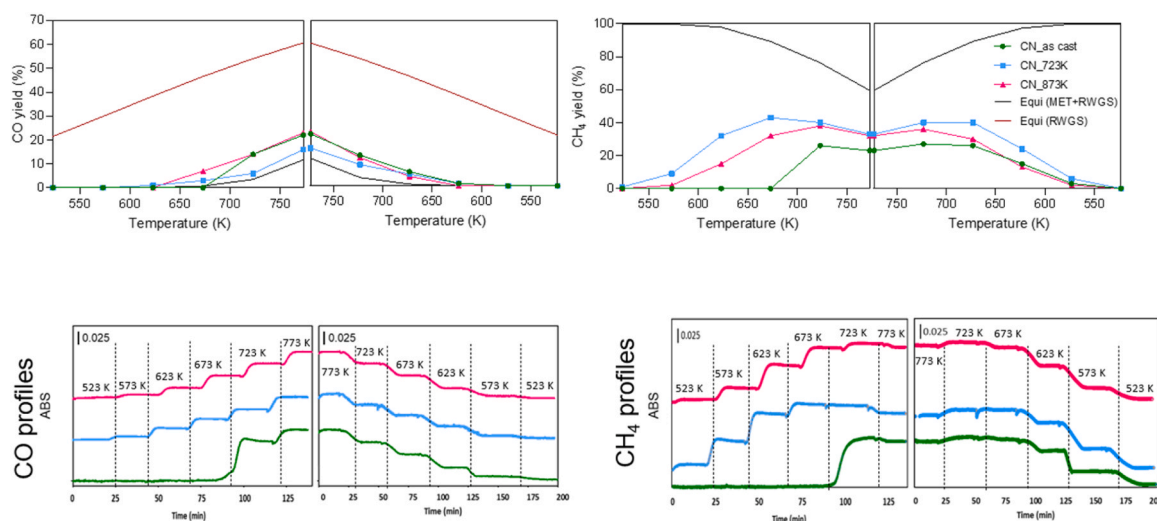 70
60
50
40
30
20
10
0
CO yield (%)
550 600 650 700 750 750 700 650 600 550
Temperature (K) Temperature (K)
100
80
60
40
20
0
CH₄ yield (%)
CN_as cast
CN_723K
CN_873K
Equi (MET+RWGS)
Equi (RWGS)
550 600 650 700 750 750 700 650 600 550
Temperature (K) Temperature (K)
CO profiles
ABS
0.025
523 K 573 K 623 K 673 K 723 K 773 K
0 25 50 75 100 125
Time (min)
0.025
773 K 723 K 673 K 623 K 573 K 523 K
0 25 50 75 100 125 150 175 200
Time (min)
CH₄ profiles
ABS
0.025
523 K 573 K 623 K 673 K 723 K 773 K
0 25 50 75 100 125
Time (min)
0.025
773 K 723 K 673 K 623 K 573 K 523 K
0 25 50 75 100 125 150 175 200
Time (min)